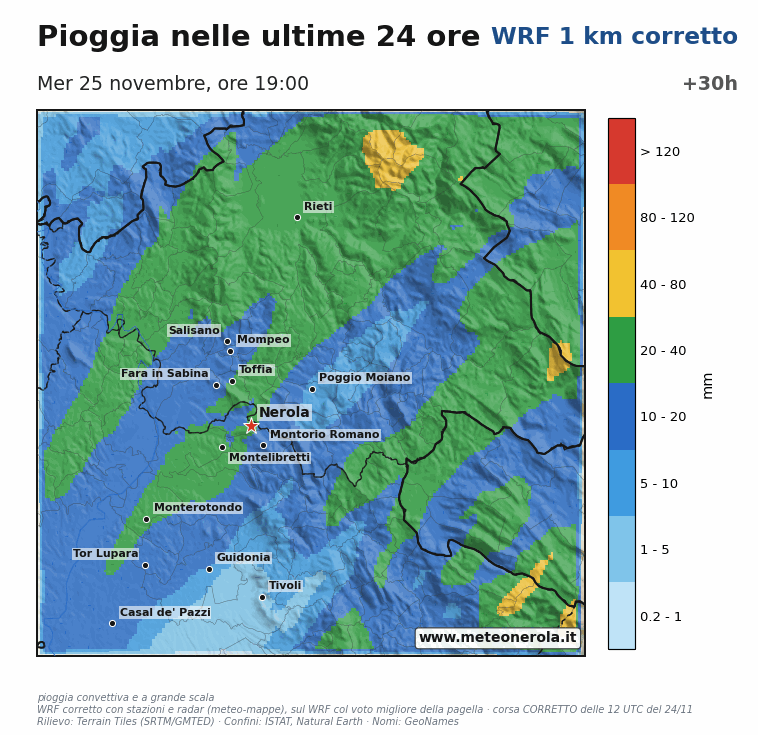 Pioggia nelle ultime 24 ore WRF 1 km corretto
Mer 25 novembre, ore 19:00 +30h
> 120
80 - 120
40 - 80
20 - 40
10 - 20
5 - 10
1 - 5
0.2 - 1
mm
Rieti
Salisano
Mompeo
Fara in Sabina
Toffia
Poggio Moiano
Nerola
Montorio Romano
Montelibretti
Monterotondo
Tor Lupara
Guidonia
Tivoli
Casal de' Pazzi
www.meteonerola.it
pioggia convettiva e a grande scala
WRF corretto con stazioni e radar (meteo-mappe), sul WRF col voto migliore della pagella · corsa CORRETTO delle 12 UTC del 24/11
Rilievo: Terrain Tiles (SRTM/GMTED) · Confini: ISTAT, Natural Earth · Nomi: GeoNames